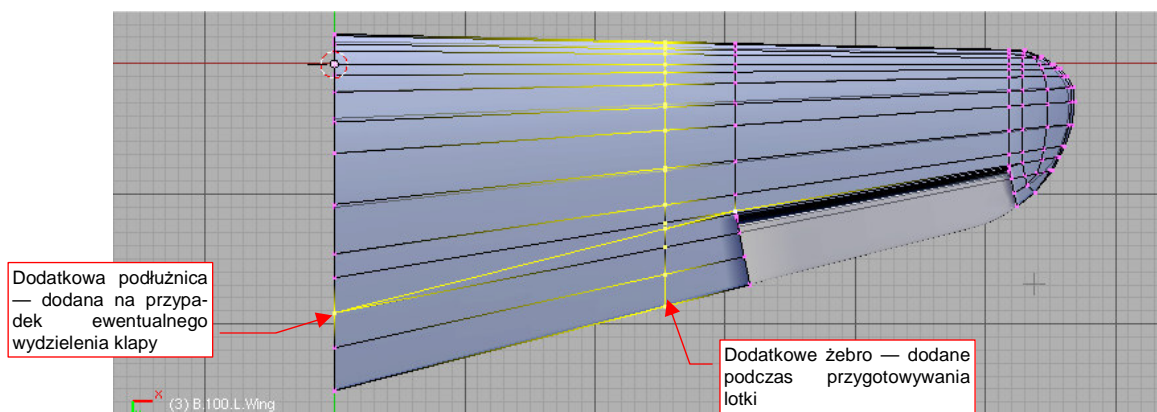 Dodatkowa podłużnica
— dodana na przypa-
dek ewentualnego
wydzielenia klapy
Dodatkowe żebro — dodane
podczas przygotowywania
lotki
x
(3) B.100.L.Wing